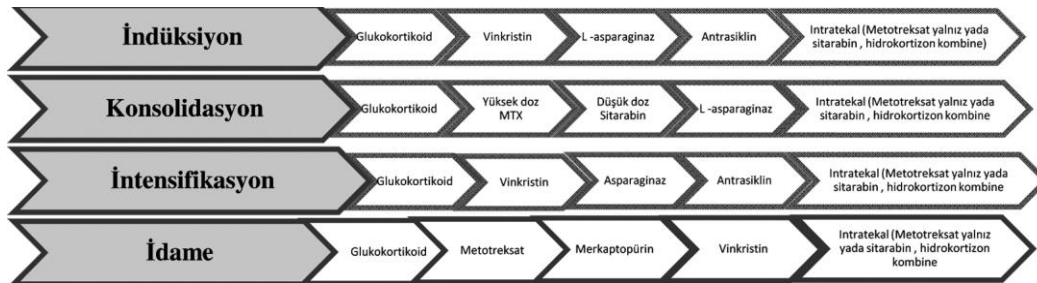 İndüksiyon
Glukokortikoid
Vinkristin
L -asparaginaz
Antrasiklin
Intratekal (Metotreksat yalnız yada
sitarabin , hidrokortizon kombine)
Konsolidasyon
Glukokortikoid
Yüksek doz
MTX
Düşük doz
Sitarabin
L -asparaginaz
Intratekal (Metotreksat yalnız yada
sitarabin , hidrokortizon kombine
İntensifikasyon
Glukokortikoid
Vinkristin
Asparaginaz
Antrasiklin
Intratekal (Metotreksat yalnız yada
sitarabin , hidrokortizon kombine
İdame
Glukokortikoid
Metotreksat
Merkaptopürin
Vinkristin
Intratekal (Metotreksat yalnız
yada sitarabin , hidrokortizon
kombine